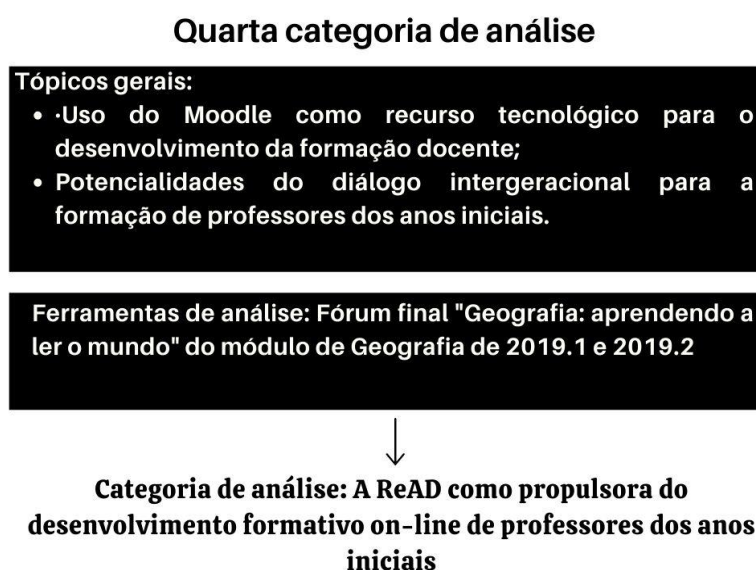 Quarta categoria de análise
Tópicos gerais:
• ·Uso do Moodle como recurso tecnológico para o
desenvolvimento da formação docente;
• Potencialidades do diálogo intergeracional para a
formação de professores dos anos iniciais.
Ferramentas de análise: Fórum final "Geografia: aprendendo a
ler o mundo" do módulo de Geografia de 2019.1 e 2019.2
Categoria de análise: A ReAD como propulsora do
desenvolvimento formativo on-line de professores dos anos
iniciais